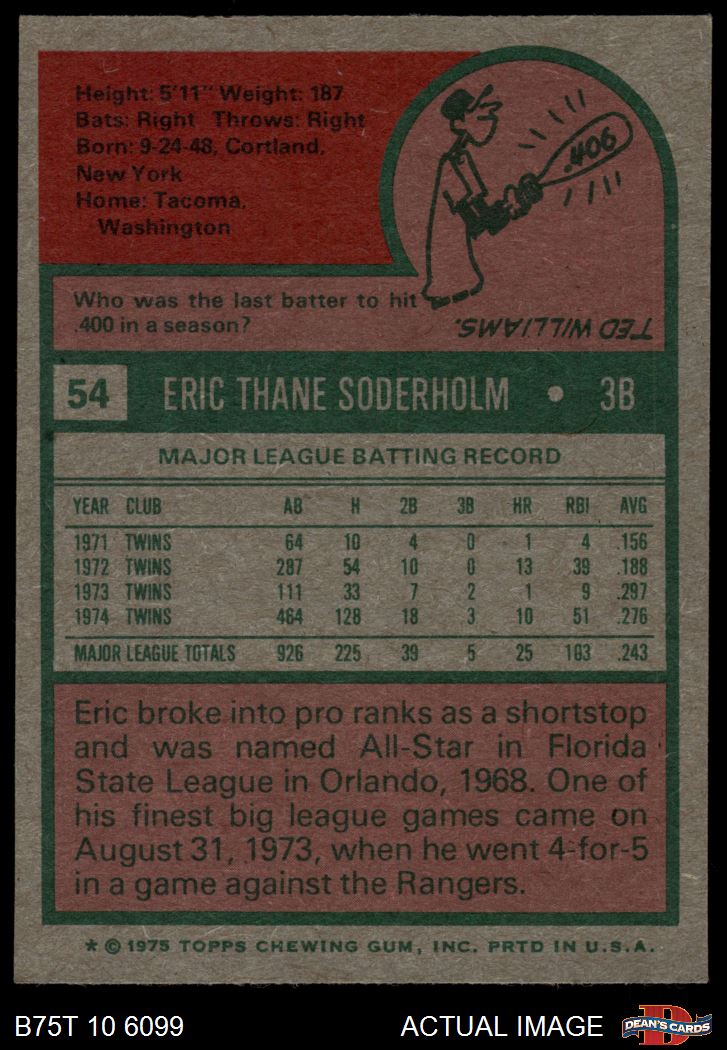 Height: 5'11" Weight: 187
Bats: Right Throws: Right
Born: 9-24-48, Cortland,
New York
Home: Tacoma,
Washington
.406
Who was the last batter to hit
.400 in a season?
TED WILLIAMS.
54 ERIC THANE SODERHOLM • 3B
MAJOR LEAGUE BATTING RECORD
YEAR CLUB AB H 2B 3B HR RBI AVG
1971 TWINS 64 10 4 0 1 4 .156
1972 TWINS 287 54 10 0 13 39 .188
1973 TWINS 111 33 7 2 1 9 .297
1974 TWINS 464 128 18 3 10 51 .276
MAJOR LEAGUE TOTALS 926 225 39 5 25 103 .243
Eric broke into pro ranks as a shortstop
and was named All-Star in Florida
State League in Orlando, 1968. One of
his finest big league games came on
August 31, 1973, when he went 4-for-5
in a game against the Rangers.
* © 1975 TOPPS CHEWING GUM, INC. PRTD IN U.S.A.
B75T 10 6099 ACTUAL IMAGE
D
DEAN'S CARDS